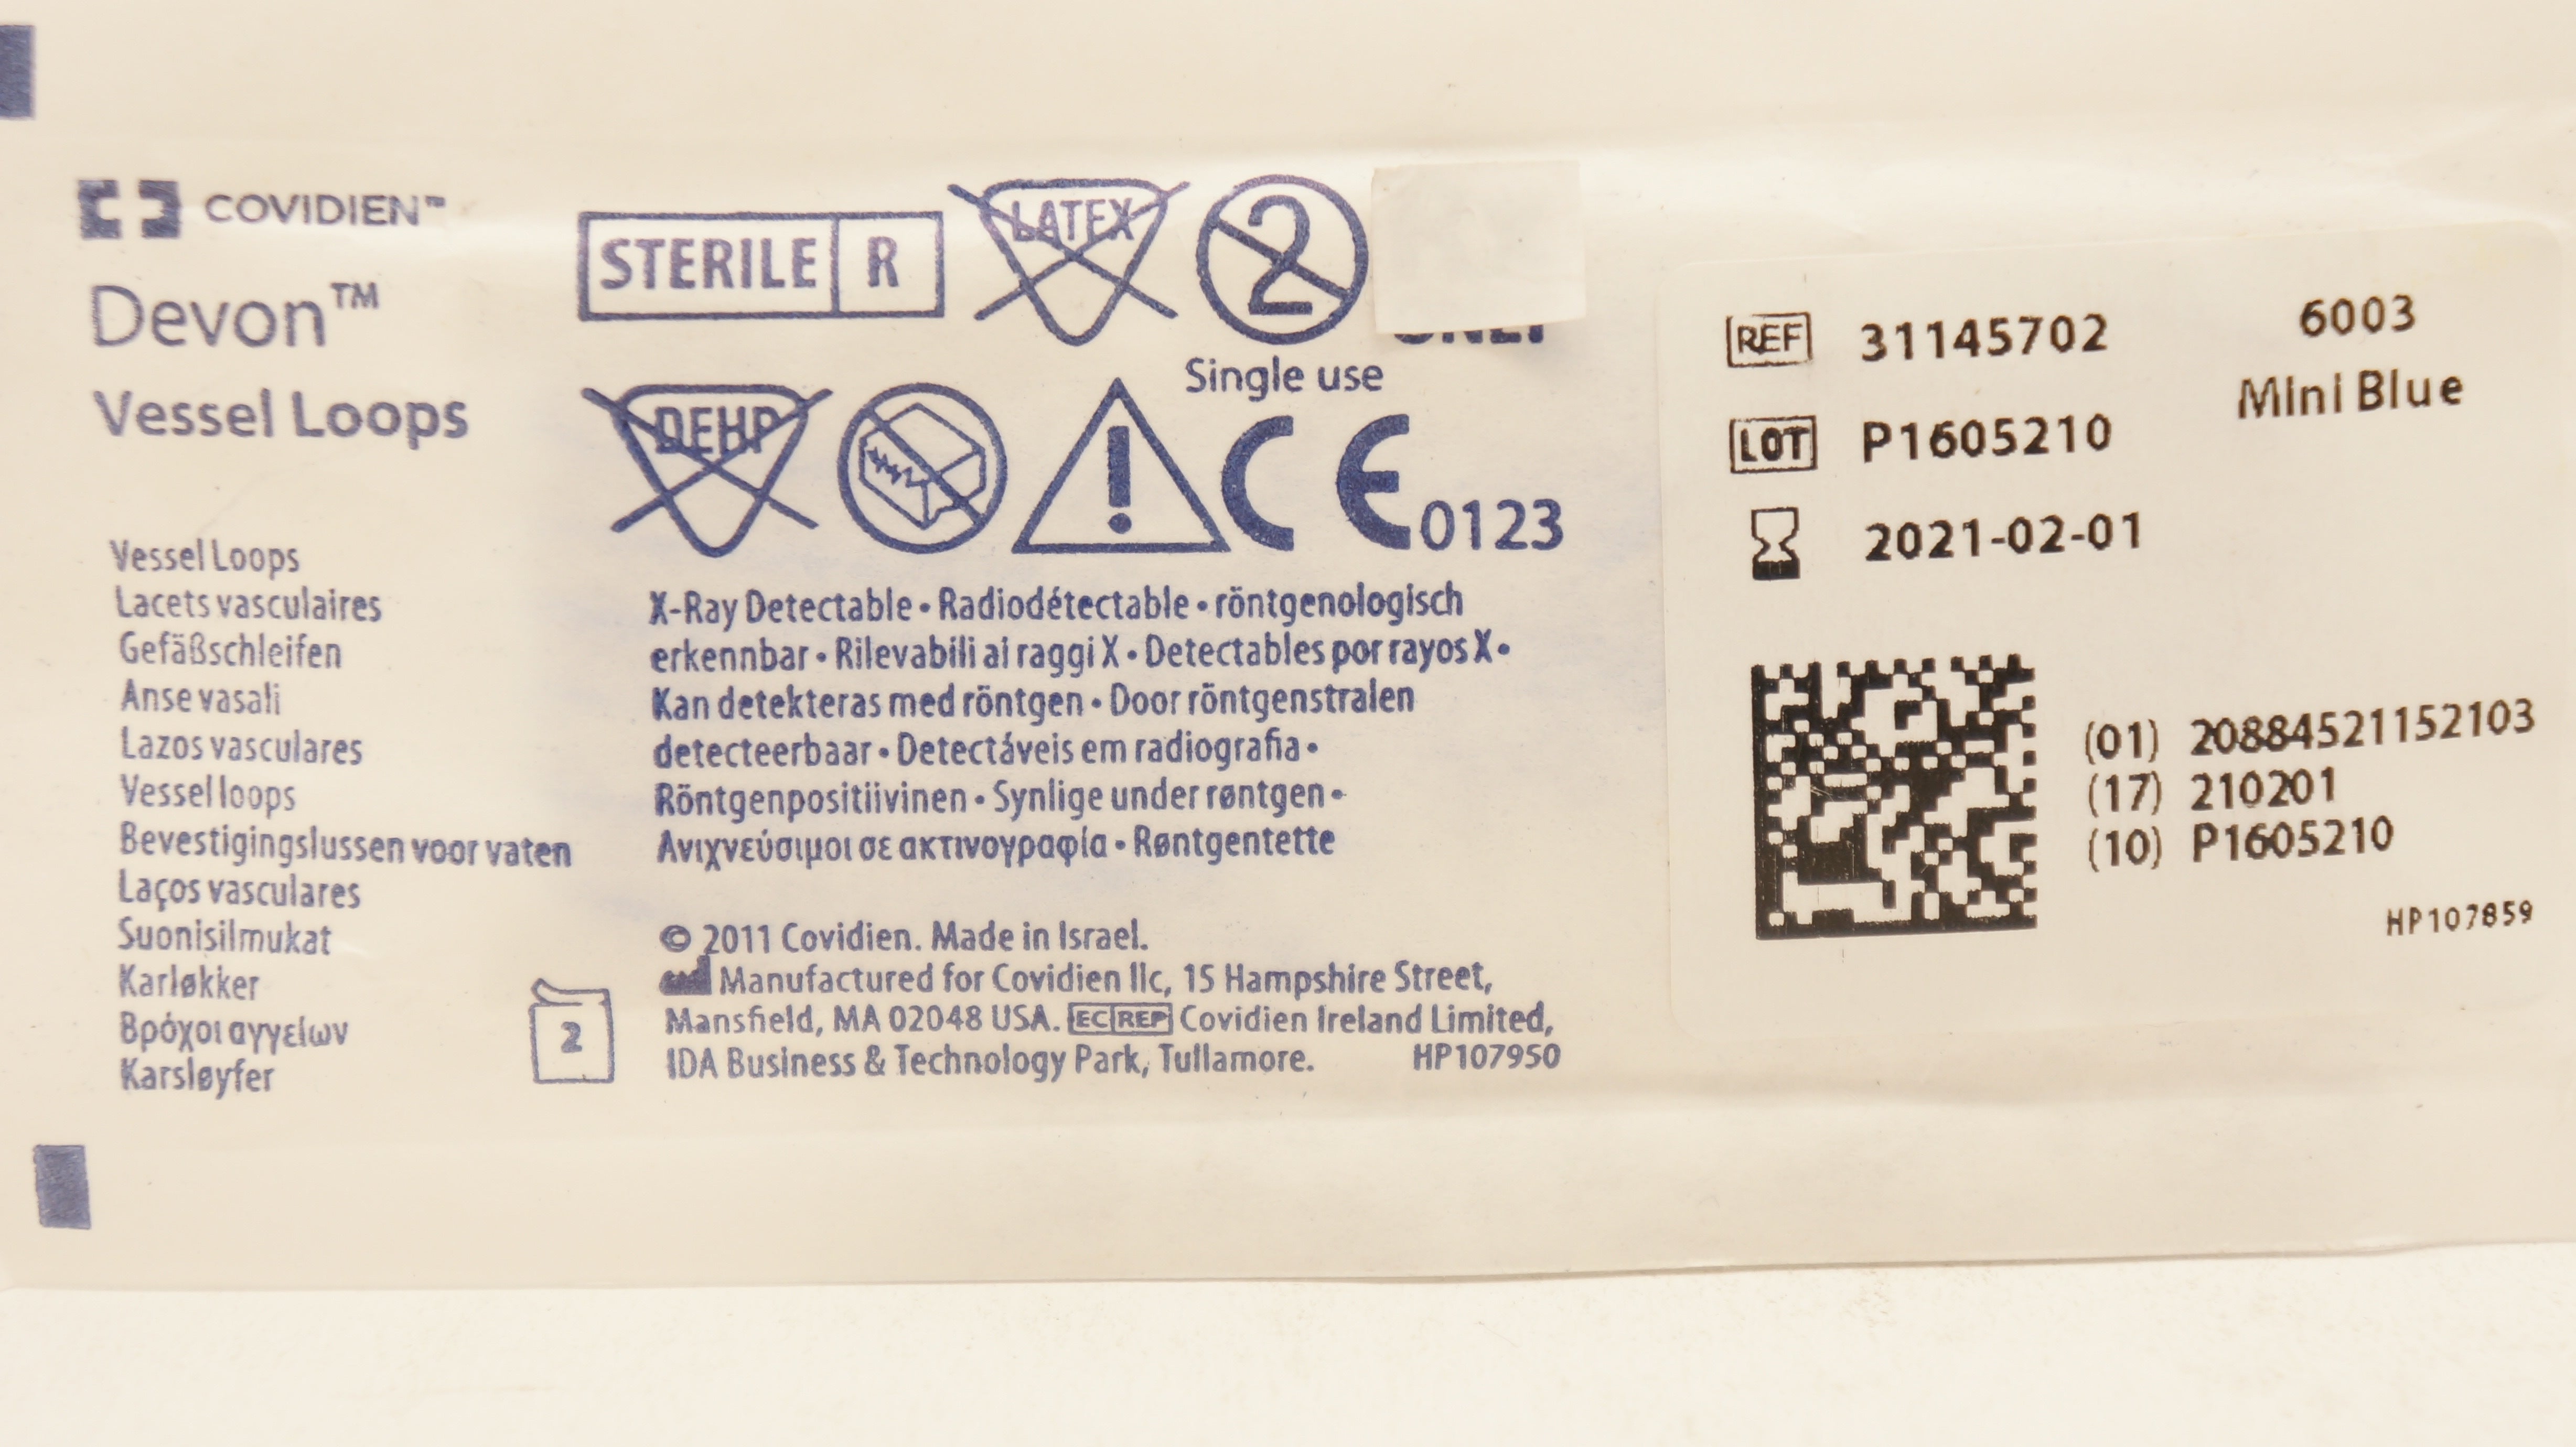 COVIDIEN™
Devon™
Vessel Loops
Vessel Loops
Lacets vasculaires
Gefäßschleifen
Anse vasali
Lazos vasculares
Vessel loops
Bevestigingslussen voor vaten
Laços vasculares
Suonisilmukat
Karløkker
Βρόχοι αγγείων
Karsløyfer
2
STERILE R
LATEX
2
Single use
DEHP
CE 0123
X-Ray Detectable • Radiodétectable • röntgenologisch
erkennbar • Rilevabili ai raggi X • Detectables por rayos X •
Kan detekteras med röntgen • Door röntgenstralen
detecteerbaar • Detectáveis em radiografia •
Röntgenpositiivinen • Synlige under røntgen •
Ανιχνεύσιμοι σε ακτινογραφία • Røntgentette
© 2011 Covidien. Made in Israel.
Manufactured for Covidien llc, 15 Hampshire Street,
Mansfield, MA 02048 USA. EC REP Covidien Ireland Limited,
IDA Business & Technology Park, Tullamore. HP107950
REF 31145702
6003
Mini Blue
LOT P1605210
2021-02-01
(01) 20884521152103
(17) 210201
(10) P1605210
HP107859